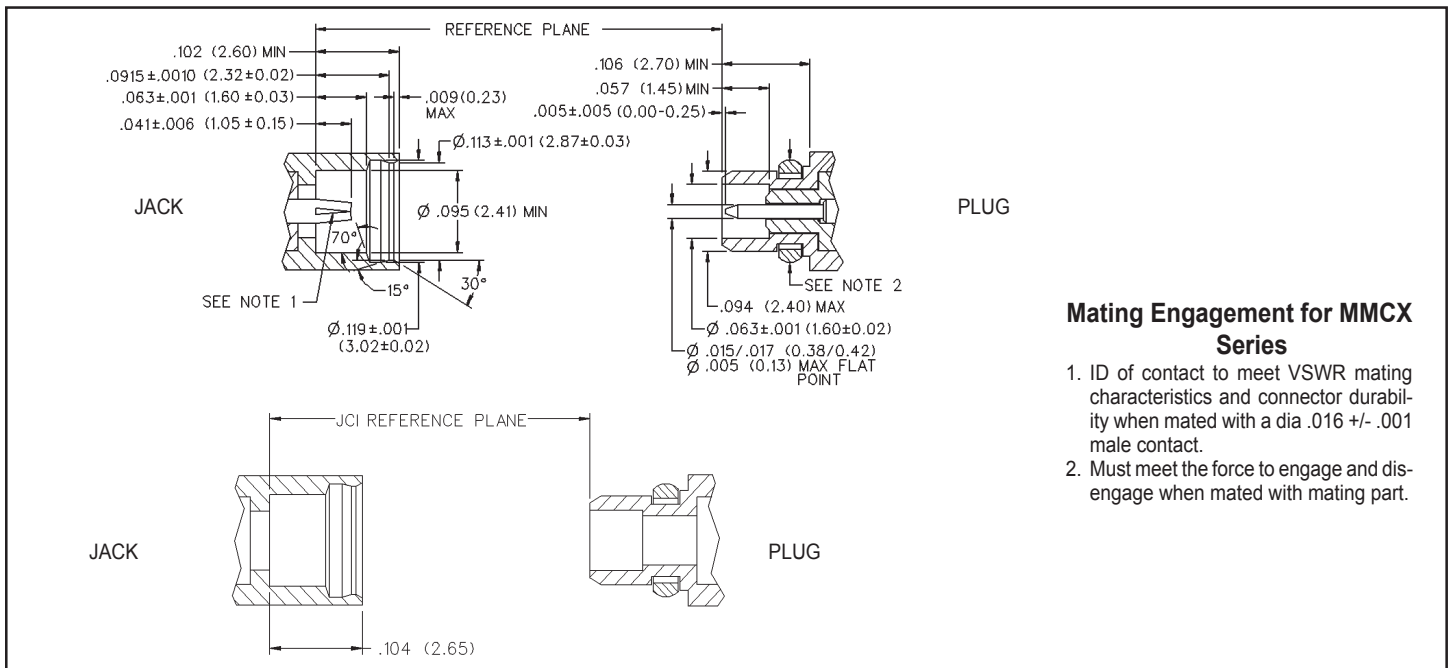 REFERENCE PLANE
.102 (2.60) MIN
.0915±.0010 (2.32±0.02)
.063±.001 (1.60±0.03)
.041±.006 (1.05±0.15)
.009(0.23)
MAX
Ø.113±.001(2.87±0.03)
Ø .095(2.41) MIN
70°
15°
30°
JACK
SEE NOTE 1
Ø.119±.001
(3.02±0.02)
.106 (2.70) MIN
.057 (1.45)MIN
.005±.005 (0.00-0.25)
PLUG
SEE NOTE 2
.094 (2.40) MAX
Ø .063±.001(1.60±0.02)
Ø .015/.017 (0.38/0.42)
Ø .005 (0.13) MAX FLAT
POINT
Mating Engagement for MMCX
Series
1. ID of contact to meet VSWR mating
characteristics and connector durabil-
ity when mated with a dia .016 +/- .001
male contact.
2. Must meet the force to engage and dis-
engage when mated with mating part.
JCI REFERENCE PLANE
JACK
PLUG
.104 (2.65)